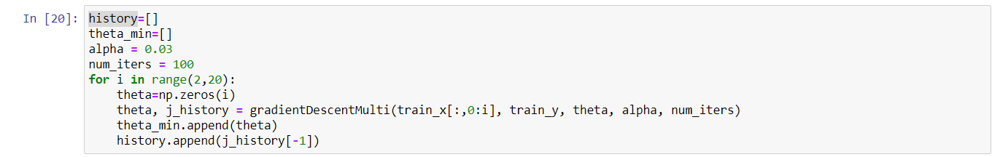 In [20]: history=[]
theta_min=[]
alpha = 0.03
num_iters = 100
for i in range(2,20):
    theta=np.zeros(i)
    theta, j_history = gradientDescentMulti(train_x[:,0:i], train_y, theta, alpha, num_iters)
    theta_min.append(theta)
    history.append(j_history[-1])